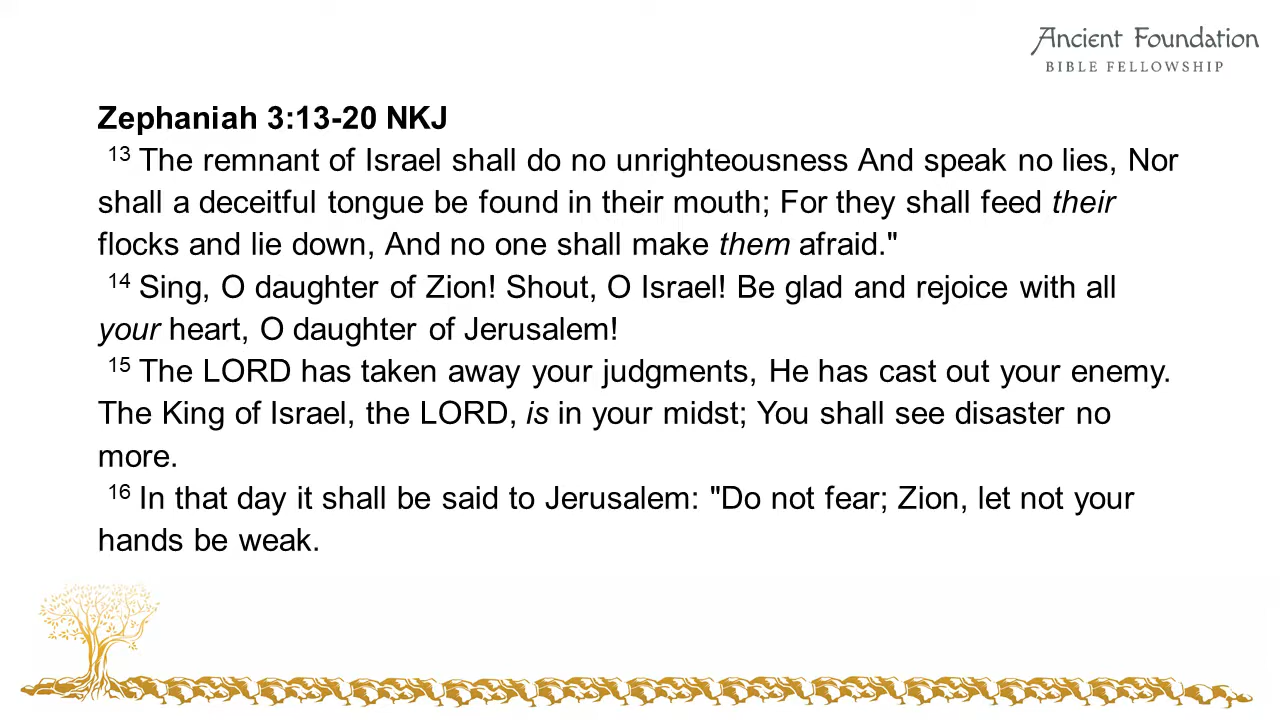 Ancient Foundation
BIBLE FELLOWSHIP
Zephaniah 3:13-20 NKJ
13 The remnant of Israel shall do no unrighteousness And speak no lies, Nor
shall a deceitful tongue be found in their mouth; For they shall feed their
flocks and lie down, And no one shall make them afraid."
14 Sing, O daughter of Zion! Shout, O Israel! Be glad and rejoice with all
your heart, O daughter of Jerusalem!
15 The LORD has taken away your judgments, He has cast out your enemy.
The King of Israel, the LORD, is in your midst; You shall see disaster no
more.
16 In that day it shall be said to Jerusalem: "Do not fear; Zion, let not your
hands be weak.